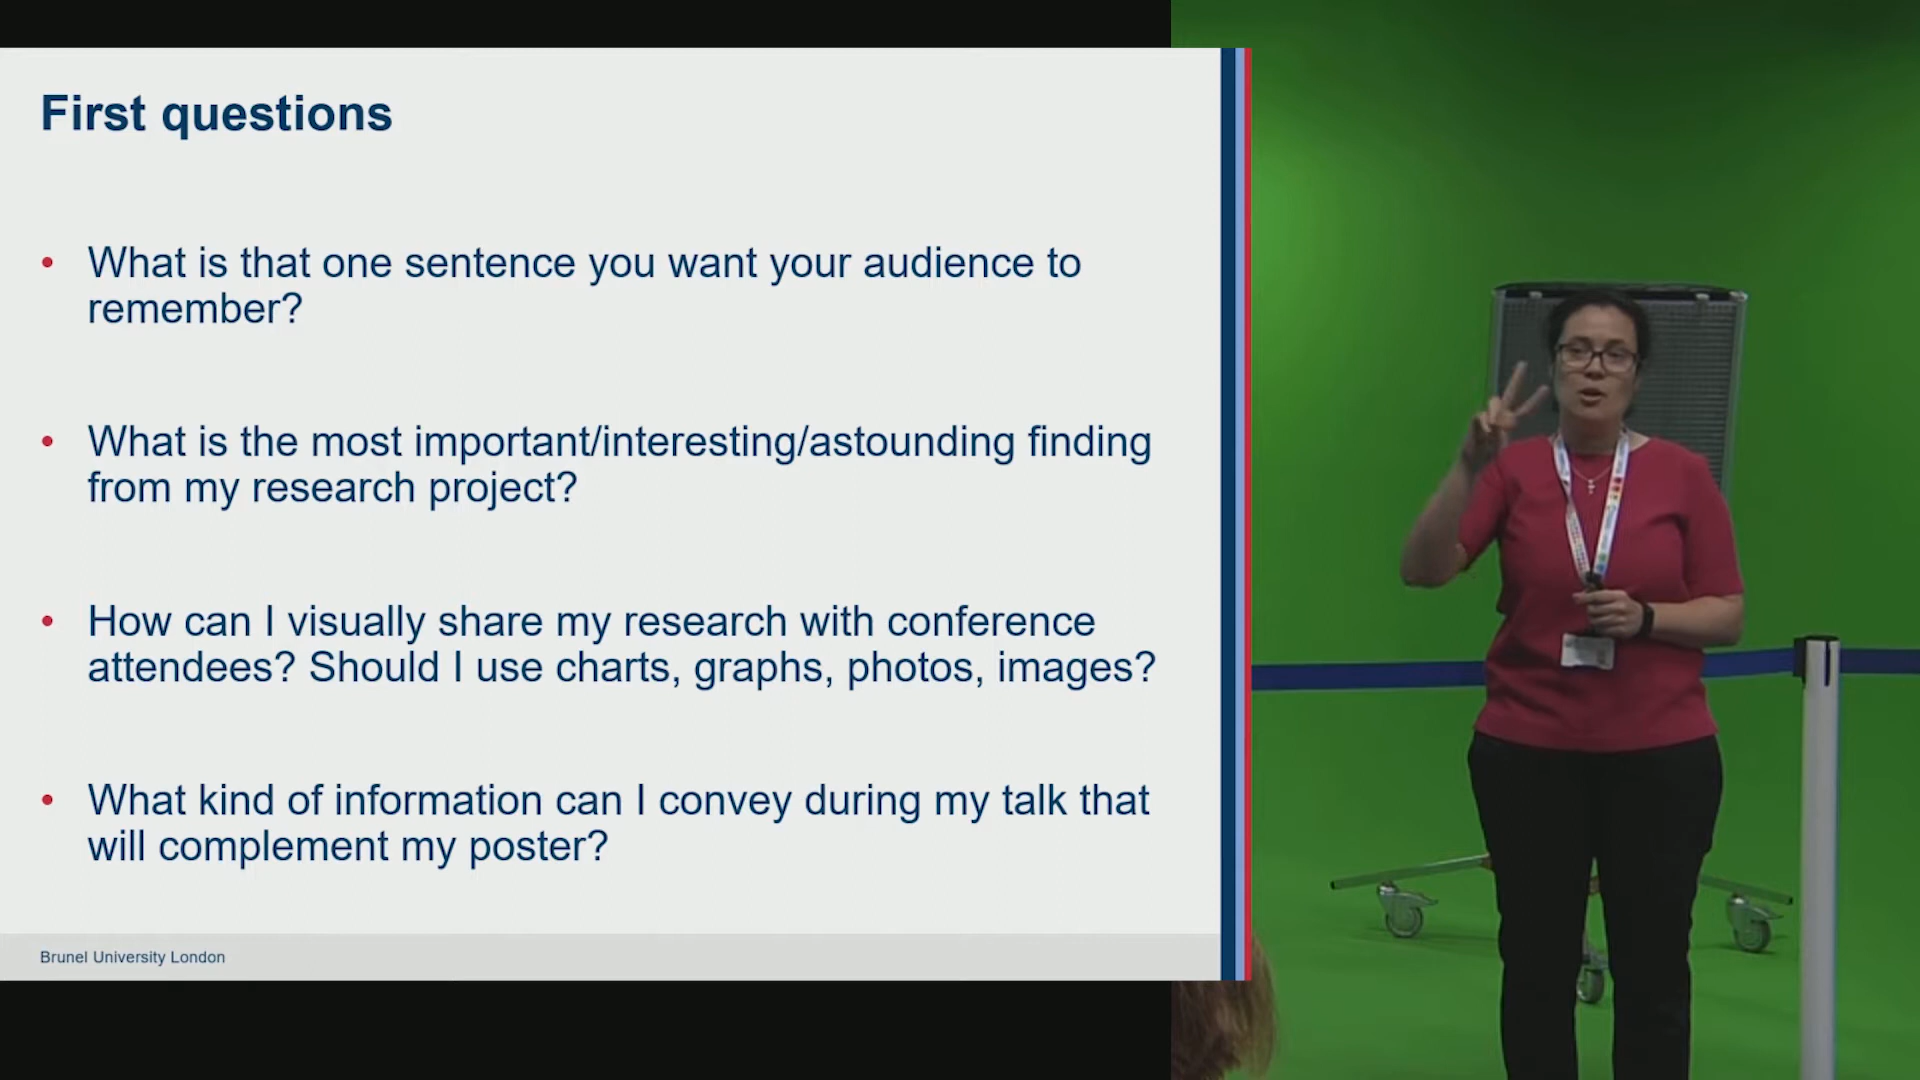 First questions
• What is that one sentence you want your audience to
remember?
• What is the most important/interesting/astounding finding
from my research project?
• How can I visually share my research with conference
attendees? Should I use charts, graphs, photos, images?
• What kind of information can I convey during my talk that
will complement my poster?
Brunel University London